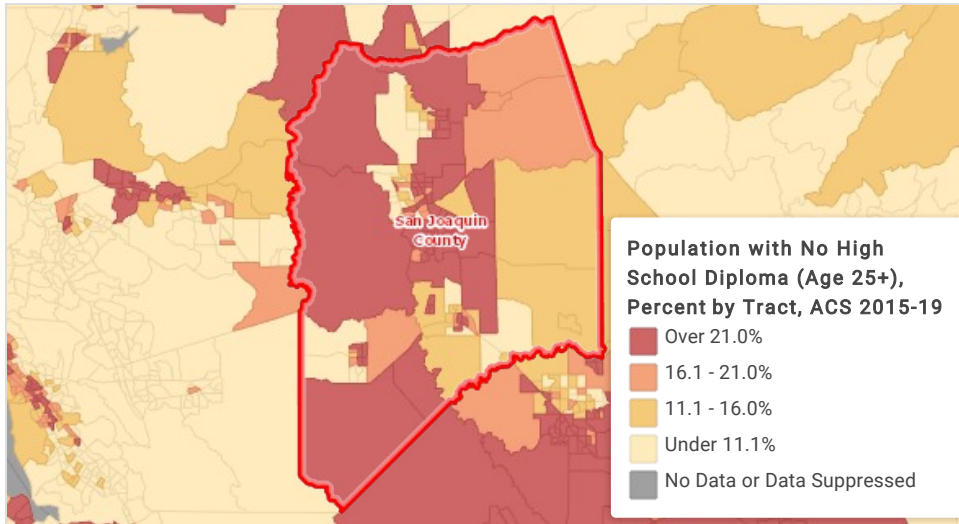 San Joaquin
County
Population with No High
School Diploma (Age 25+),
Percent by Tract, ACS 2015-19
Over 21.0%
16.1 - 21.0%
11.1 - 16.0%
Under 11.1%
No Data or Data Suppressed